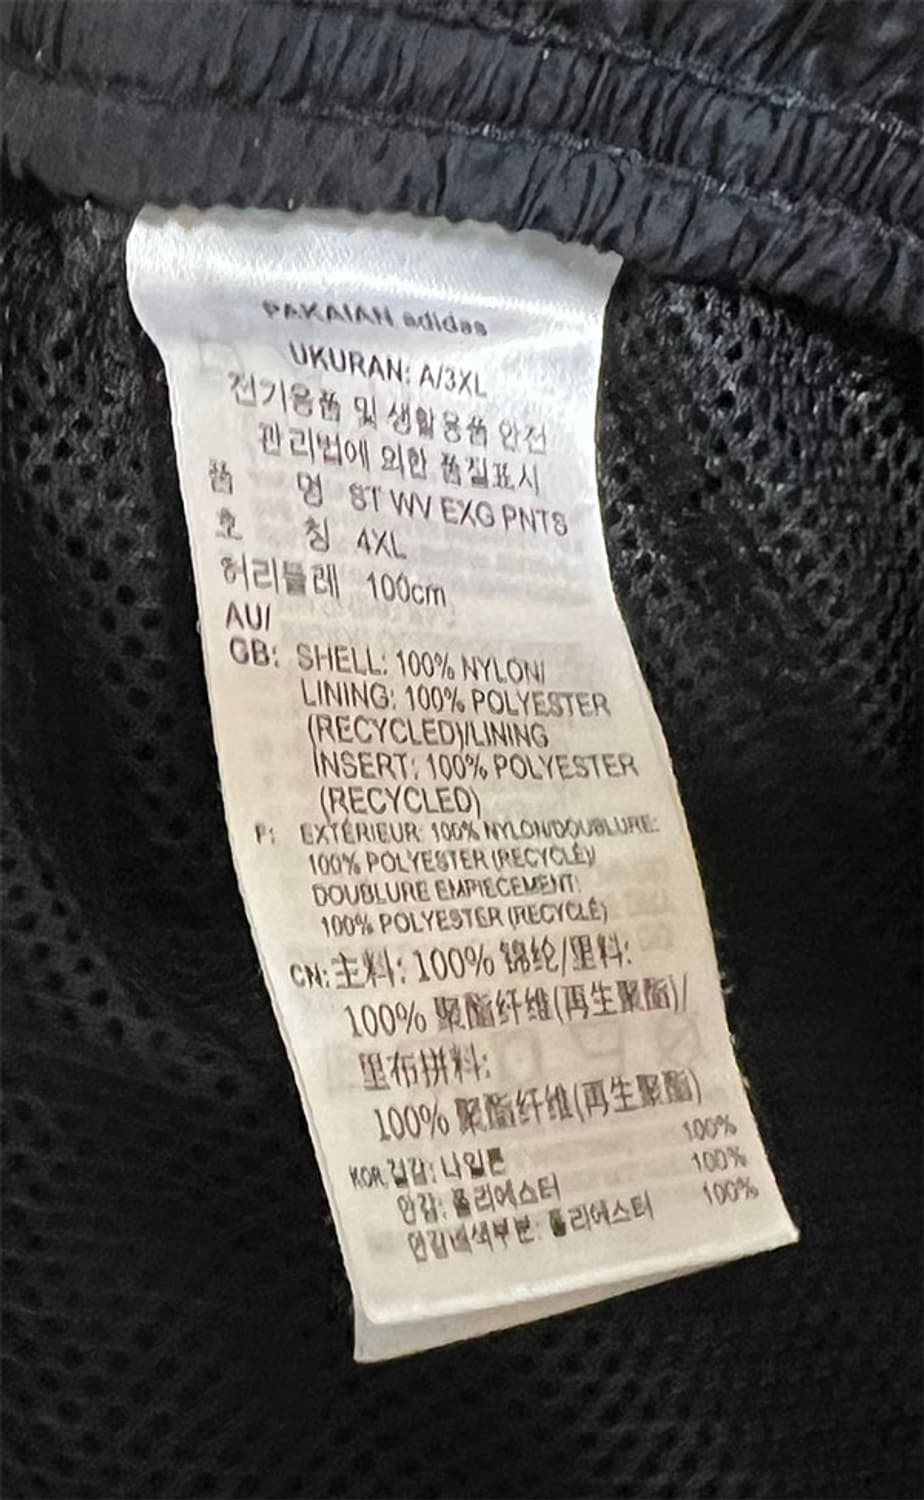 PAKAIAN adidas
UKURAN: A/3XL
전기용품 및 생활용품 안전
관리법에 의한 품질표시
품 명 ST WV EXG PNTS
호 칭 4XL
허리둘레 100cm
AU/
GB: SHELL: 100% NYLON/
LINING: 100% POLYESTER
(RECYCLED)/LINING
INSERT: 100% POLYESTER
(RECYCLED)
F: EXTÉRIEUR: 100% NYLON/DOUBLURE:
100% POLYESTER (RECYCLÉ)/
DOUBLURE EMPIECEMENT:
100% POLYESTER (RECYCLÉ)
CN: 主料: 100% 锦纶/里料:
100% 聚酯纤维(再生聚酯)/
里布拼料:
100% 聚酯纤维(再生聚酯)
KOR 겉감: 나일론 100%
안감: 폴리에스터 100%
안감배색부분: 폴리에스터 100%